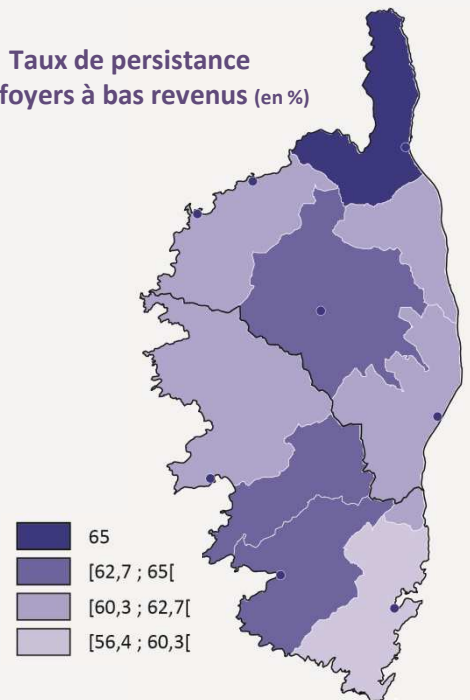 Taux de persistance
foyers à bas revenus (en %)
65
[62,7 ; 65[
[60,3 ; 62,7[
[56,4 ; 60,3[